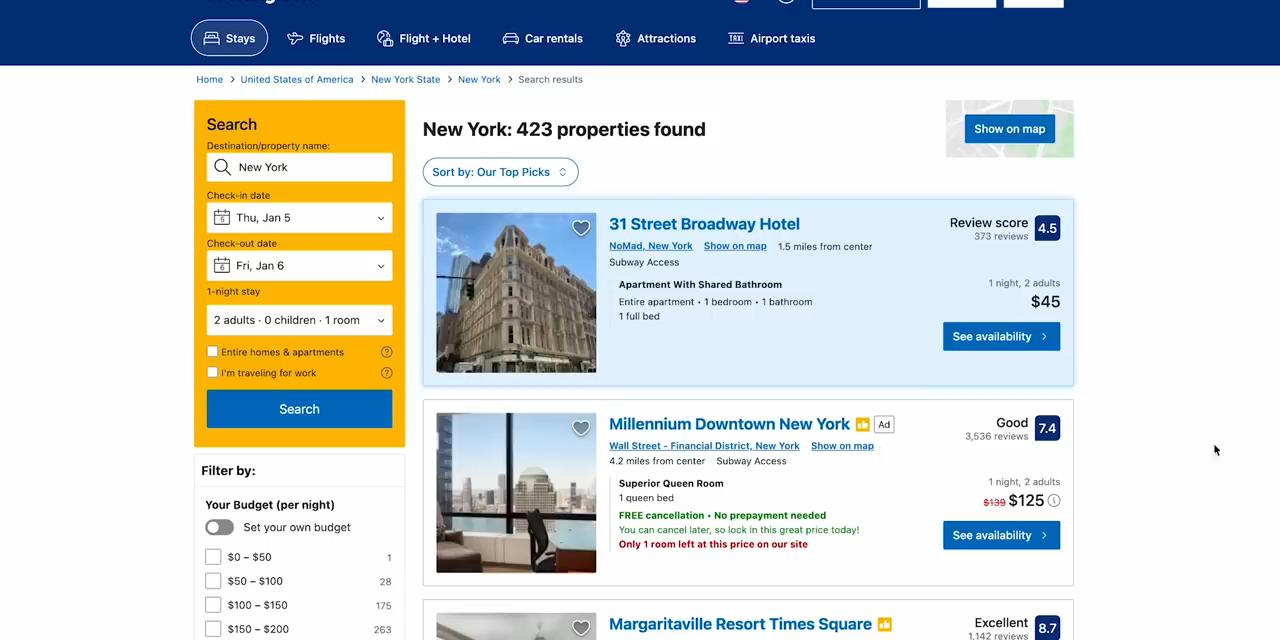 Stays
Flights
Flight + Hotel
Car rentals
Attractions
TAXI Airport taxis
Home > United States of America > New York State > New York > Search results
Search
Destination/property name:
New York
Check-in date
5 Thu, Jan 5
Check-out date
6 Fri, Jan 6
1-night stay
2 adults · 0 children · 1 room
Entire homes & apartments ?
I'm traveling for work ?
Search
Filter by:
Your Budget (per night)
Set your own budget
$0 – $50 1
$50 – $100 28
$100 – $150 175
$150 – $200 263
New York: 423 properties found
Show on map
Sort by: Our Top Picks
31 Street Broadway Hotel
NoMad, New York Show on map 1.5 miles from center
Subway Access
Apartment With Shared Bathroom
Entire apartment • 1 bedroom • 1 bathroom
1 full bed
Review score
373 reviews
4.5
1 night, 2 adults
$45
See availability
Millennium Downtown New York Ad
Wall Street - Financial District, New York Show on map
4.2 miles from center Subway Access
Superior Queen Room
1 queen bed
FREE cancellation • No prepayment needed
You can cancel later, so lock in this great price today!
Only 1 room left at this price on our site
Good
3,536 reviews
7.4
1 night, 2 adults
$139 $125
See availability
Margaritaville Resort Times Square
Excellent
1,142 reviews
8.7